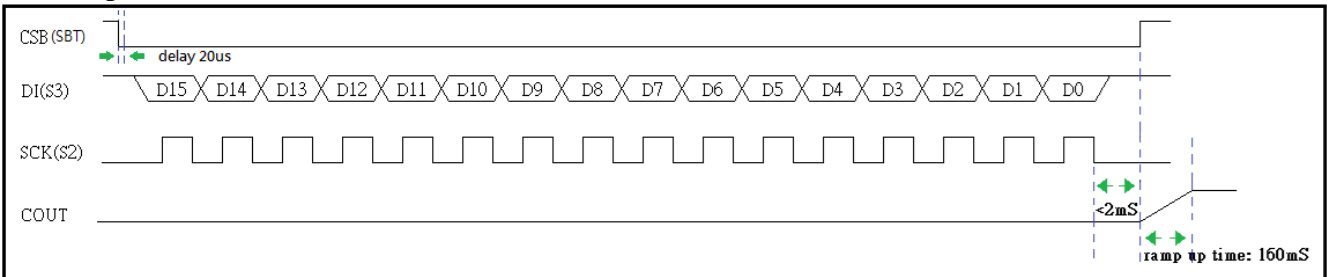 CSB(SBT)
delay 20us
DI(S3) D15 D14 D13 D12 D11 D10 D9 D8 D7 D6 D5 D4 D3 D2 D1 D0
SCK(S2)
COUT
<2mS
ramp up time: 160mS